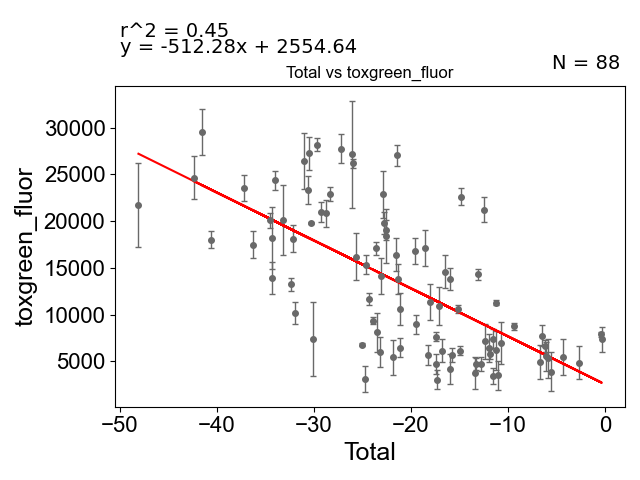 r^2 = 0.45
y = -512.28x + 2554.64
N = 88
Total vs toxgreen_fluor
30000
25000
20000
15000
10000
5000
toxgreen_fluor
−50
−40
−30
−20
−10
0
Total